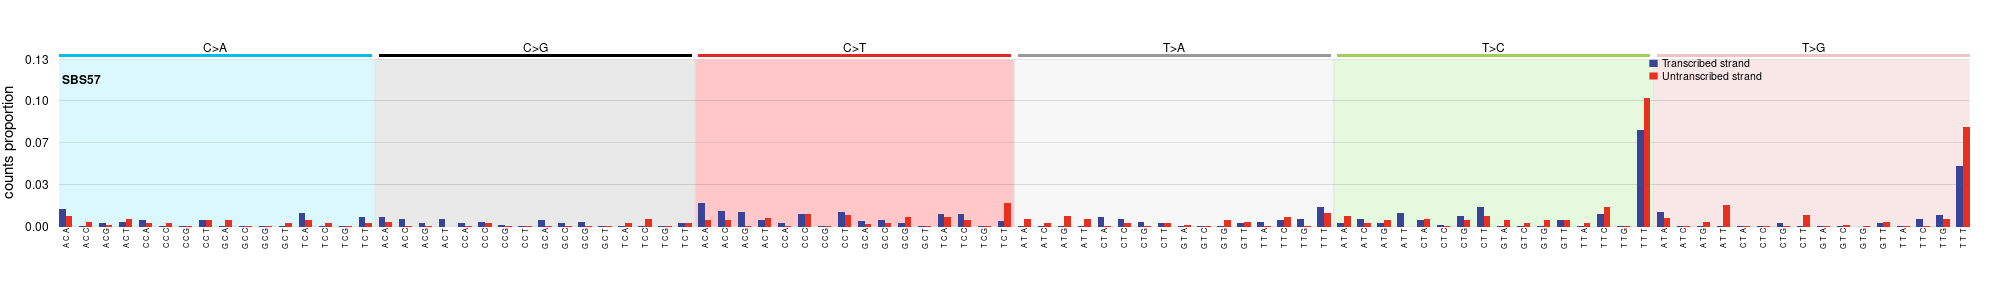 C>A C>G C>T T>A T>C T>G
0.13
Transcribed strand
SBS57
Untranscribed strand
0.10
counts proportion
0.07
0.03
0.00
ACA ACC ACG ACT CCA CCC CCG CCT GCA GCC GCG GCT TCA TCC TCG TCT ACA ACC ACG ACT CCA CCC CCG CCT GCA GCC GCG GCT TCA TCC TCG TCT ACA ACC ACG ACT CCA CCC CCG CCT GCA GCC GCG GCT TCA TCC TCG TCT ATA ATC ATG ATT CTA CTC CTG CTT GTA GTC GTG GTT TTA TTC TTG TTT ATA ATC ATG ATT CTA CTC CTG CTT GTA GTC GTG GTT TTA TTC TTG TTT ATA ATC ATG ATT CTA CTC CTG CTT GTA GTC GTG GTT TTA TTC TTG TTT